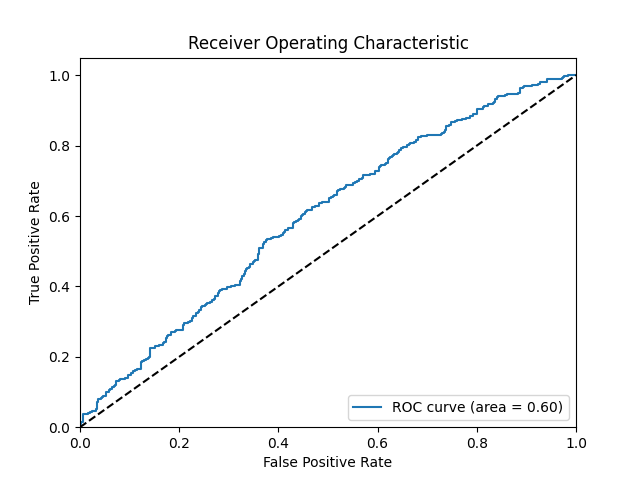 Receiver Operating Characteristic
True Positive Rate
1.0
0.8
0.6
0.4
0.2
0.0
ROC curve (area = 0.60)
0.0 0.2 0.4 0.6 0.8 1.0
False Positive Rate